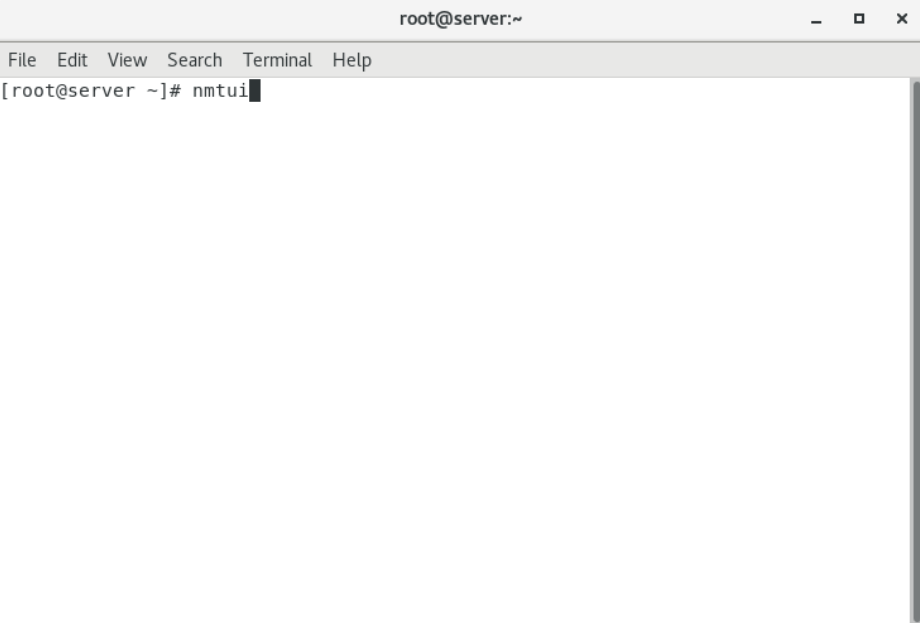 root@server:~
File Edit View Search Terminal Help
[root@server ~]# nmtui